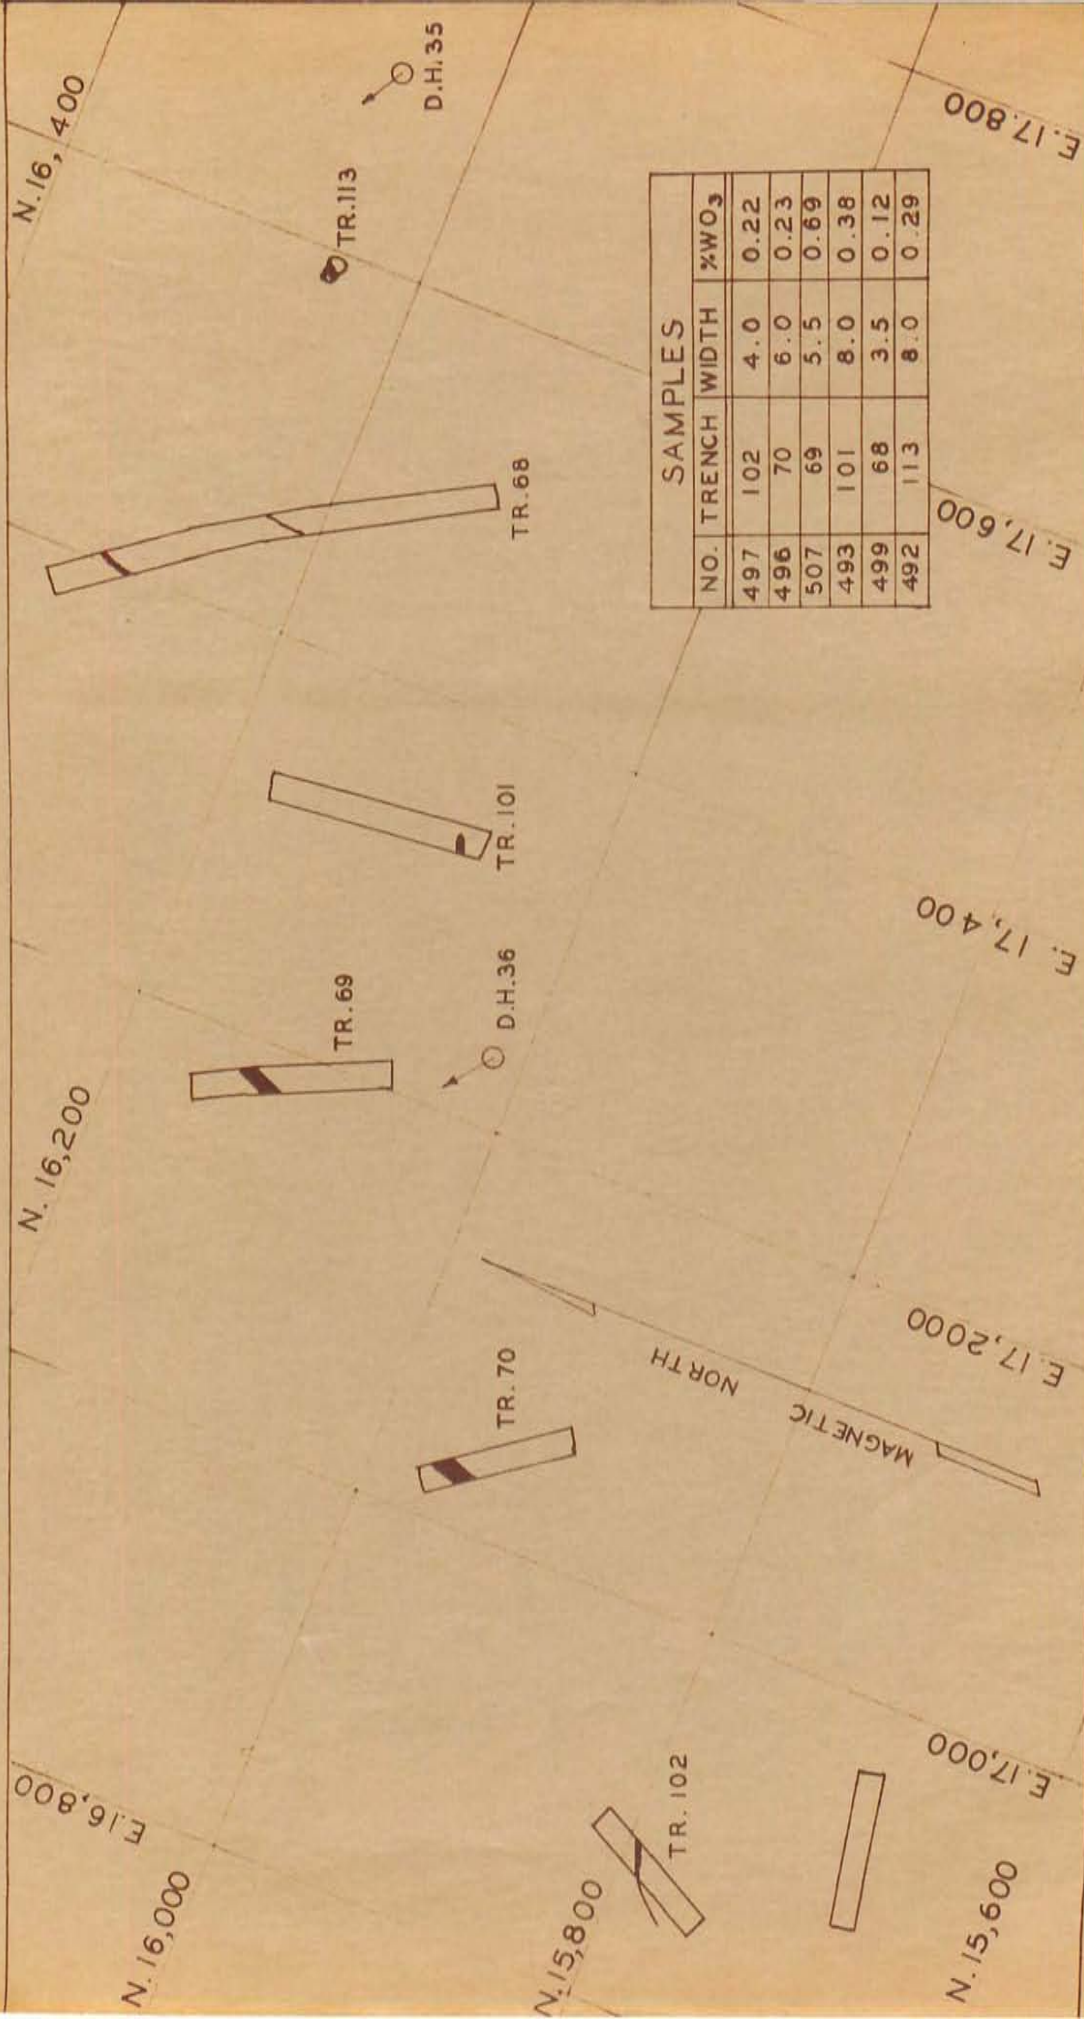 N. 16,000
E. 16,800
N. 16,200
N. 16, 400
TR. 69
TR. 113
D.H. 35
TR. 70
D.H. 36
TR. 101
TR. 68
N. 15,800
TR. 102
MAGNETIC NORTH
SAMPLES
NO. TRENCH WIDTH %WO3
497 102 4.0 0.22
496 70 6.0 0.23
507 69 5.5 0.69
493 101 8.0 0.38
499 68 3.5 0.12
492 113 8.0 0.29
N. 15,600
E. 17,000
E. 17,2000
E. 17,400
E. 17,600
E. 17.800